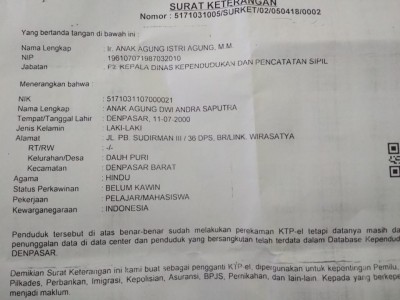 SURAT KETERANGAN
Nomor : 5171031005/SURKET/02/050418/0002
Yang bertanda tangan di bawah ini :
Nama Lengkap : Ir. ANAK AGUNG ISTRI AGUNG, M.M.
NIP : 196107071987032010
Jabatan : KEPALA DINAS KEPENDUDUKAN DAN PENCATATAN SIPIL
Menerangkan bahwa :
NIK : 5171031107000021
Nama Lengkap : ANAK AGUNG DWI ANDRA SAPUTRA
Tempat/Tanggal Lahir : DENPASAR, 11-07-2000
Jenis Kelamin : LAKI-LAKI
Alamat : JL. PB. SUDIRMAN III / 36 DPS, BR/LINK. WIRASATYA
RT/RW : -/-
Kelurahan/Desa : DAUH PURI
Kecamatan : DENPASAR BARAT
Agama : HINDU
Status Perkawinan : BELUM KAWIN
Pekerjaan : PELAJAR/MAHASISWA
Kewarganegaraan : INDONESIA
Penduduk tersebut di atas benar-benar sudah melakukan perekaman KTP-el tetapi datanya masih da
penunggalan data di data center dan penduduk yang bersangkutan telah terdata dalam Database Kependud
DENPASAR.
Demikian Surat Keterangan ini kami buat sebagai pengganti KTP-el, dipergunakan untuk kepentingan Pemilu,
Pilkades, Perbankan, Imigrasi, Kepolisian, Asuransi, BPJS, Pernikahan, dan lain-lain. Kepada yang berkep
menjadi maklum.